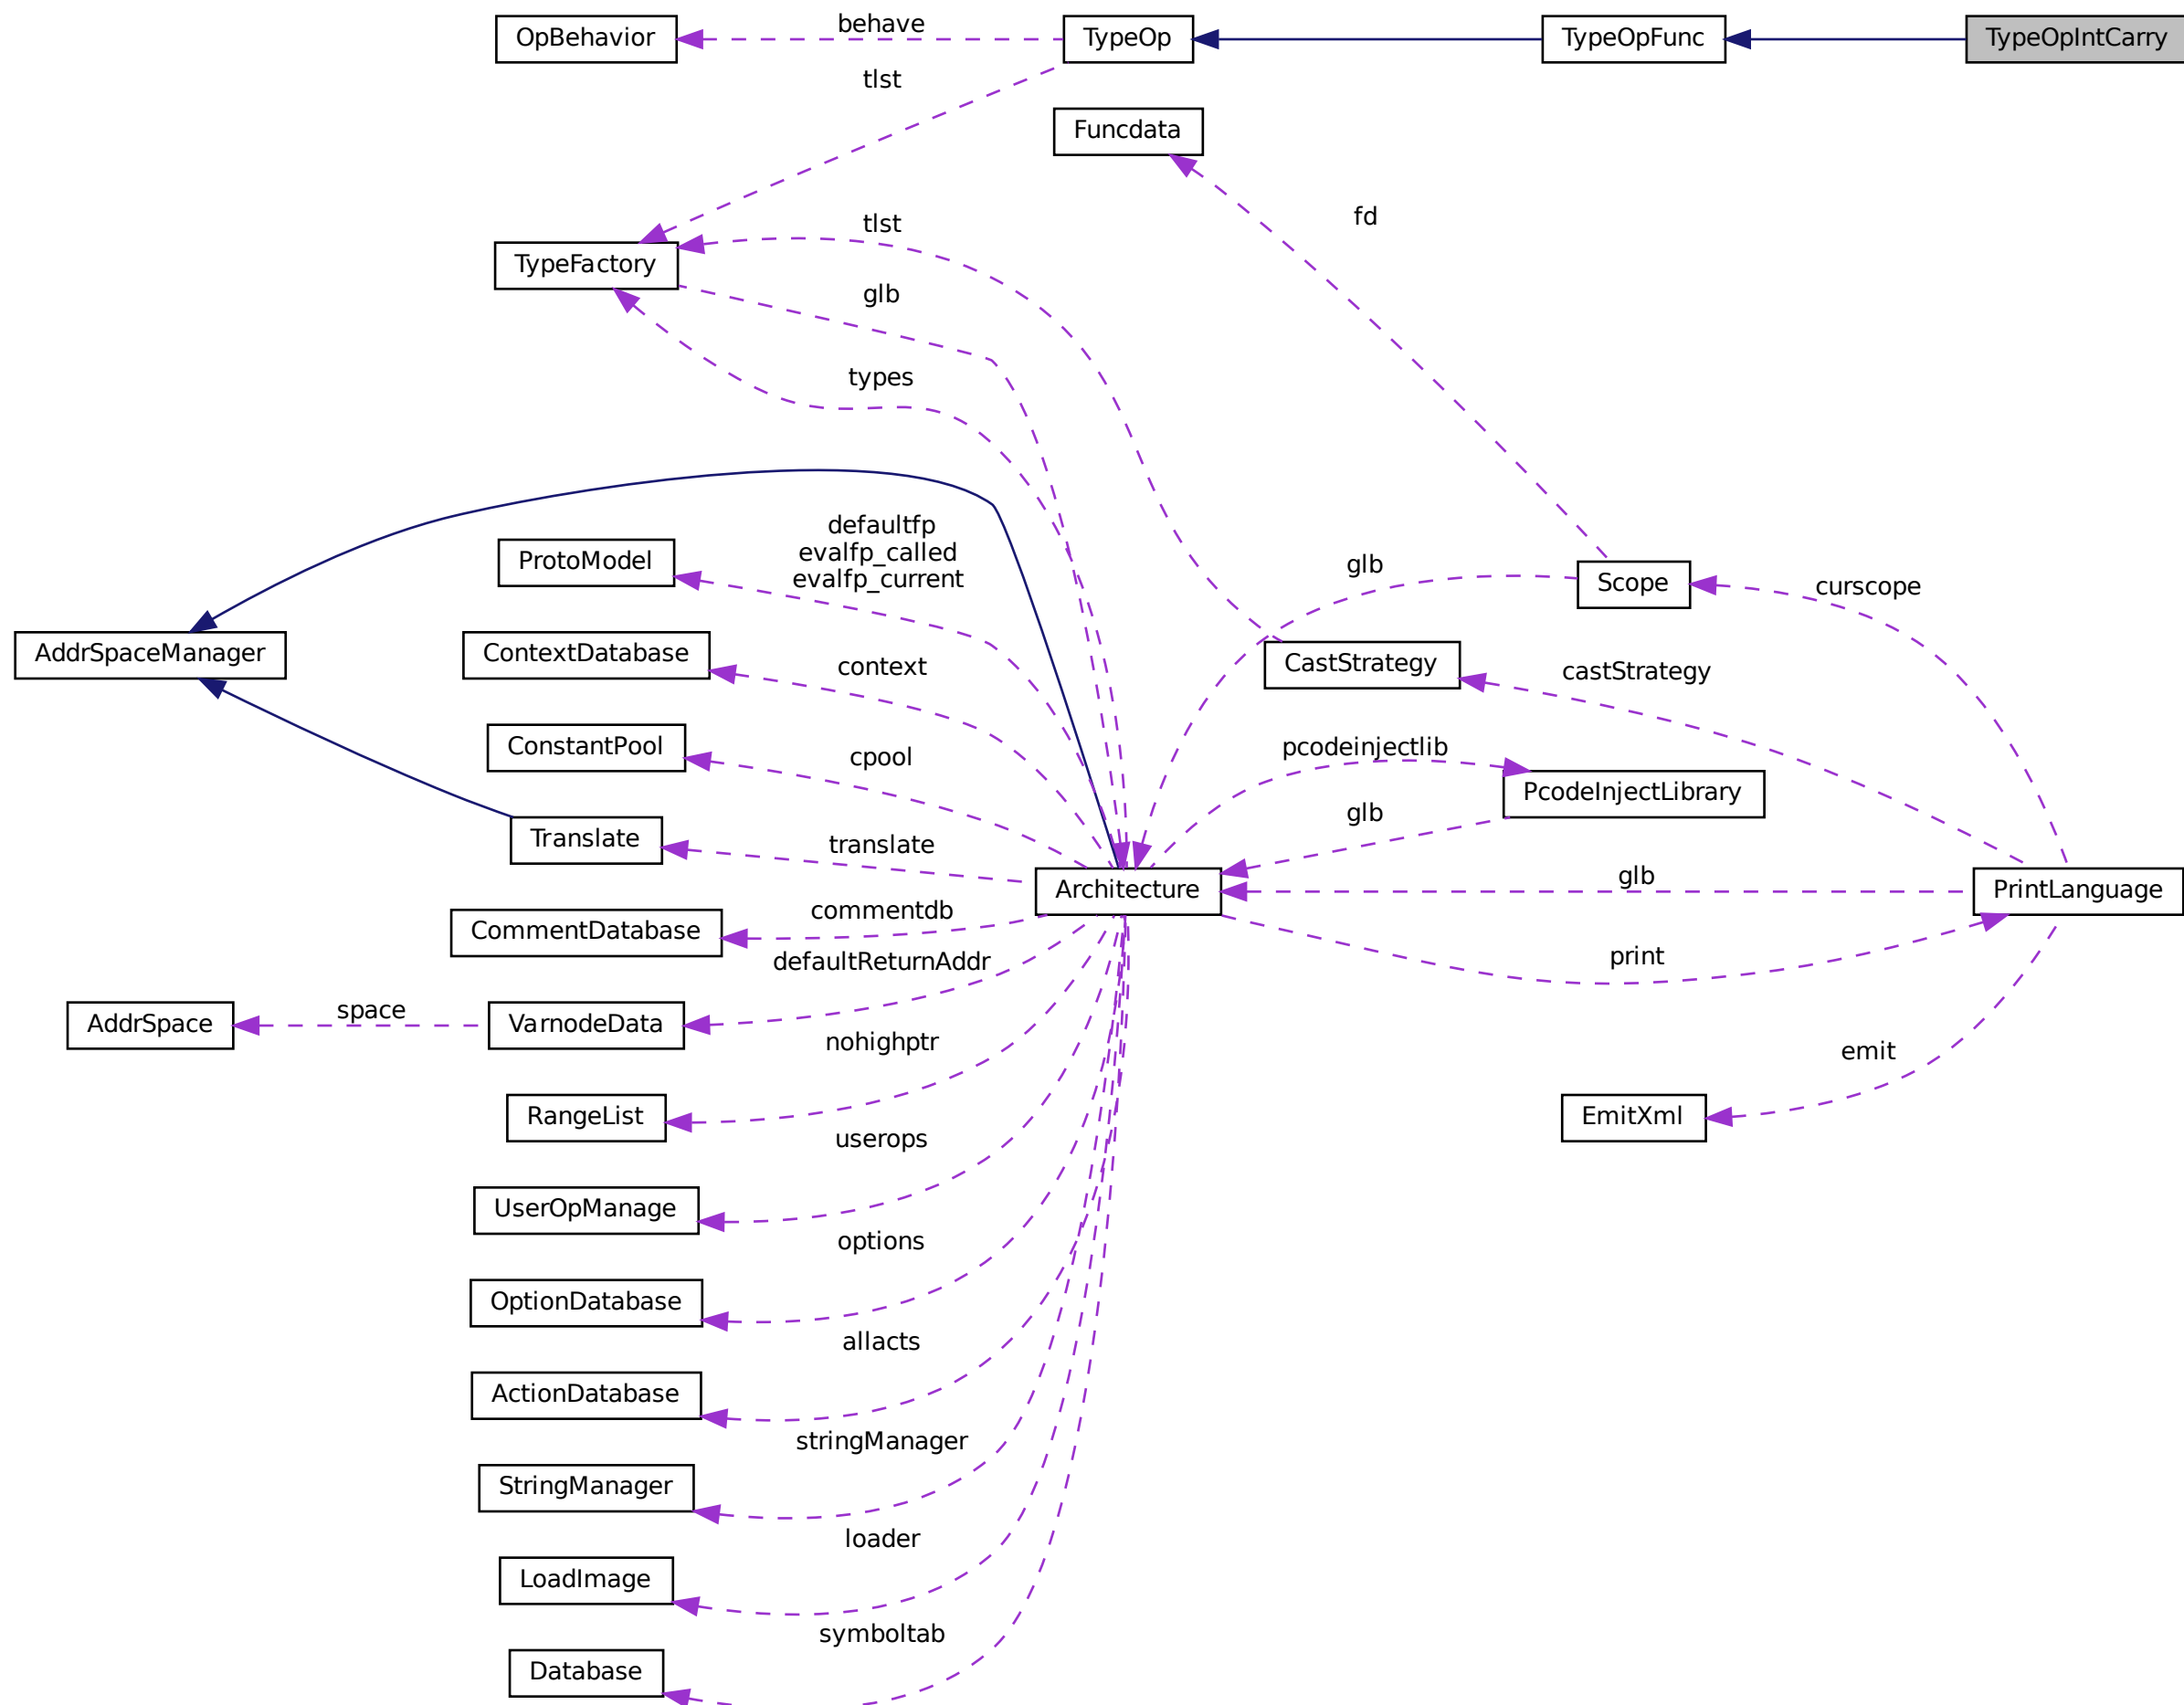 OpBehavior
behave
TypeOp
TypeOpFunc
TypeOpIntCarry
tlst
Funcdata
fd
tlst
TypeFactory
glb
types
defaultfp
evalfp_called
evalfp_current
ProtoModel
glb
Scope
curscope
AddrSpaceManager
ContextDatabase
context
CastStrategy
castStrategy
ConstantPool
cpool
pcodeinjectlib
PcodeInjectLibrary
glb
Translate
translate
Architecture
glb
PrintLanguage
commentdb
CommentDatabase
defaultReturnAddr
print
AddrSpace
space
VarnodeData
nohighptr
emit
RangeList
EmitXml
userops
UserOpManage
options
OptionDatabase
allacts
ActionDatabase
stringManager
StringManager
loader
LoadImage
symboltab
Database